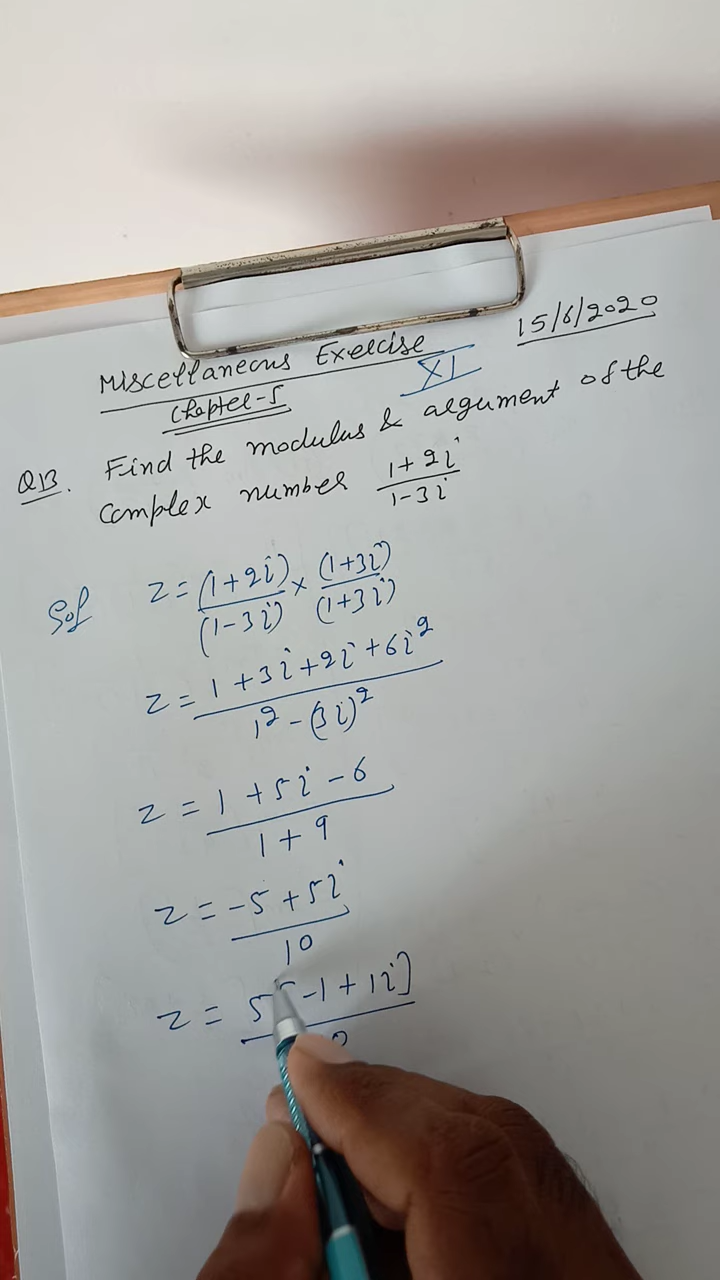 Miscellaneous Exercise
15/6/2020
Chapter-5
XI
Q13. Find the modulus & argument of the
complex number (1+2i)/(1-3i)
Sol z = (1+2i)/(1-3i) × (1+3i)/(1+3i)
z = (1+3i+2i+6i²)/(1²-(3i)²)
z = (1+5i-6)/(1+9)
z = (-5+5i)/10
z = 5[-1+1i]